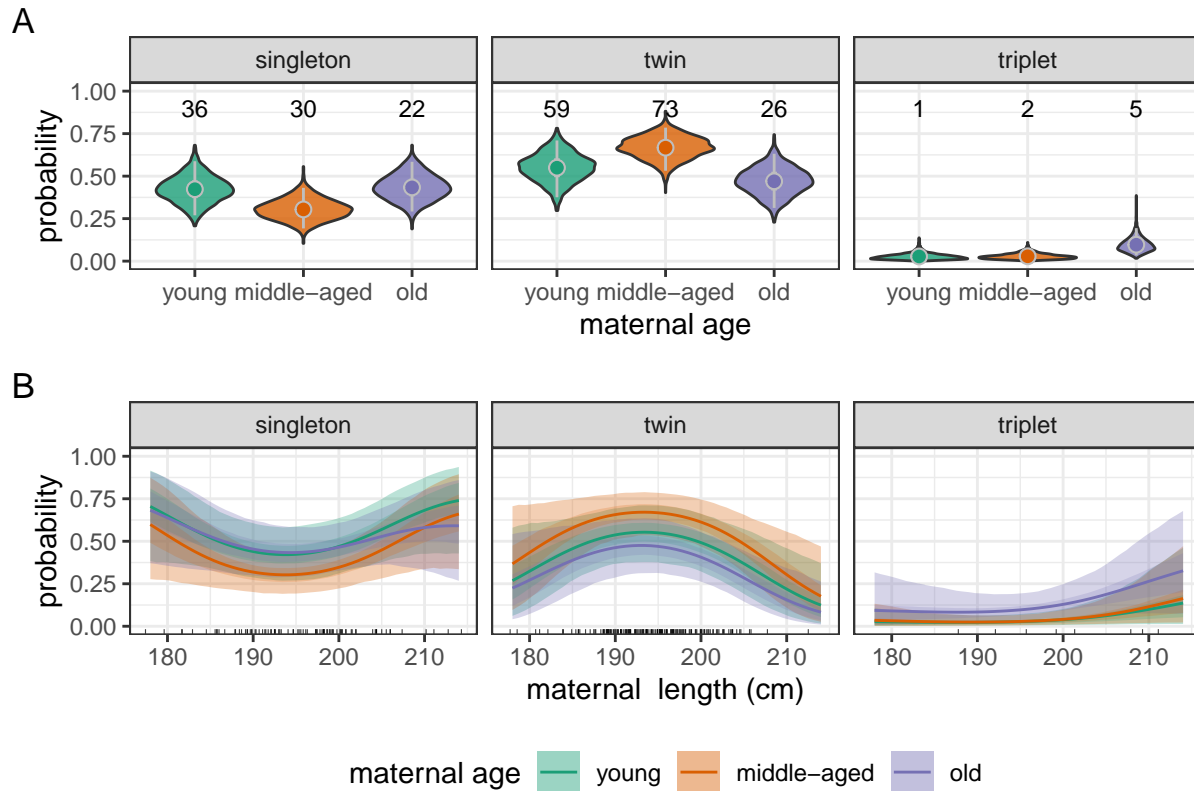 A
singleton twin triplet
36 30 22 59 73 26 1 2 5
probability
1.00
0.75
0.50
0.25
0.00
young middle−aged old young middle−aged old young middle−aged old
maternal age
B
singleton twin triplet
probability
1.00
0.75
0.50
0.25
0.00
180 190 200 210 180 190 200 210 180 190 200 210
maternal length (cm)
maternal age young middle−aged old